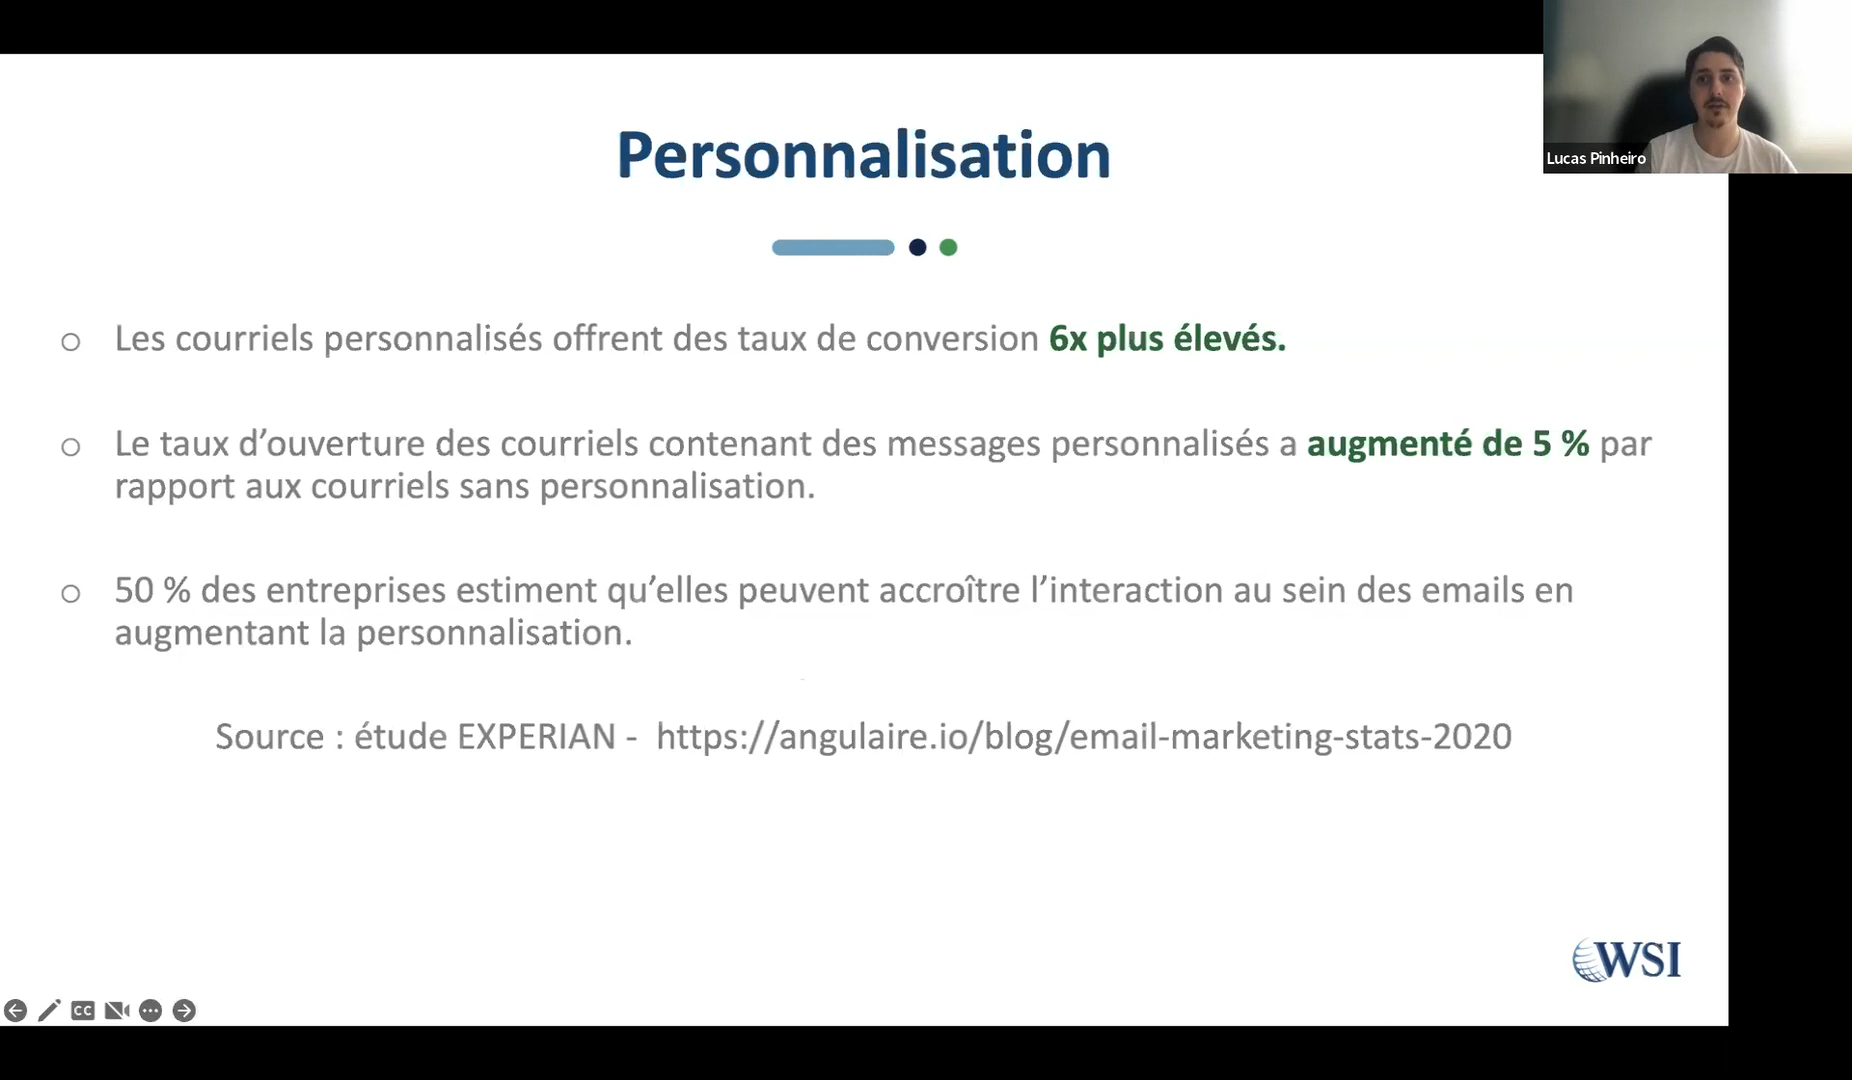 Personnalisation
Lucas Pinheiro
Les courriels personnalisés offrent des taux de conversion 6x plus élevés.
Le taux d’ouverture des courriels contenant des messages personnalisés a augmenté de 5 % par
rapport aux courriels sans personnalisation.
50 % des entreprises estiment qu’elles peuvent accroître l’interaction au sein des emails en
augmentant la personnalisation.
Source : étude EXPERIAN - https://angulaire.io/blog/email-marketing-stats-2020
WSI
CC